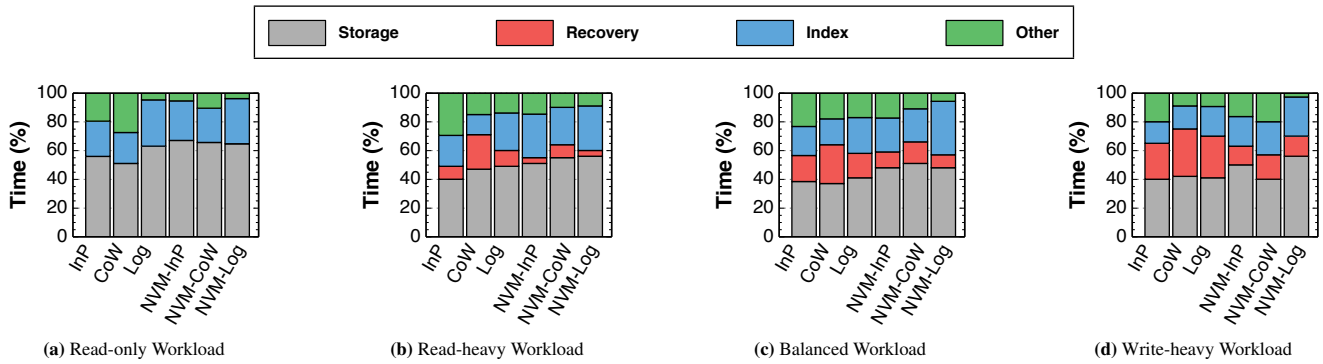 Storage Recovery Index Other
Time (%)
100
80
60
40
20
0
InP
CoW
Log
NVM-InP
NVM-CoW
NVM-Log
(a) Read-only Workload
Time (%)
100
80
60
40
20
0
InP
CoW
Log
NVM-InP
NVM-CoW
NVM-Log
(b) Read-heavy Workload
Time (%)
100
80
60
40
20
0
InP
CoW
Log
NVM-InP
NVM-CoW
NVM-Log
(c) Balanced Workload
Time (%)
100
80
60
40
20
0
InP
CoW
Log
NVM-InP
NVM-CoW
NVM-Log
(d) Write-heavy Workload